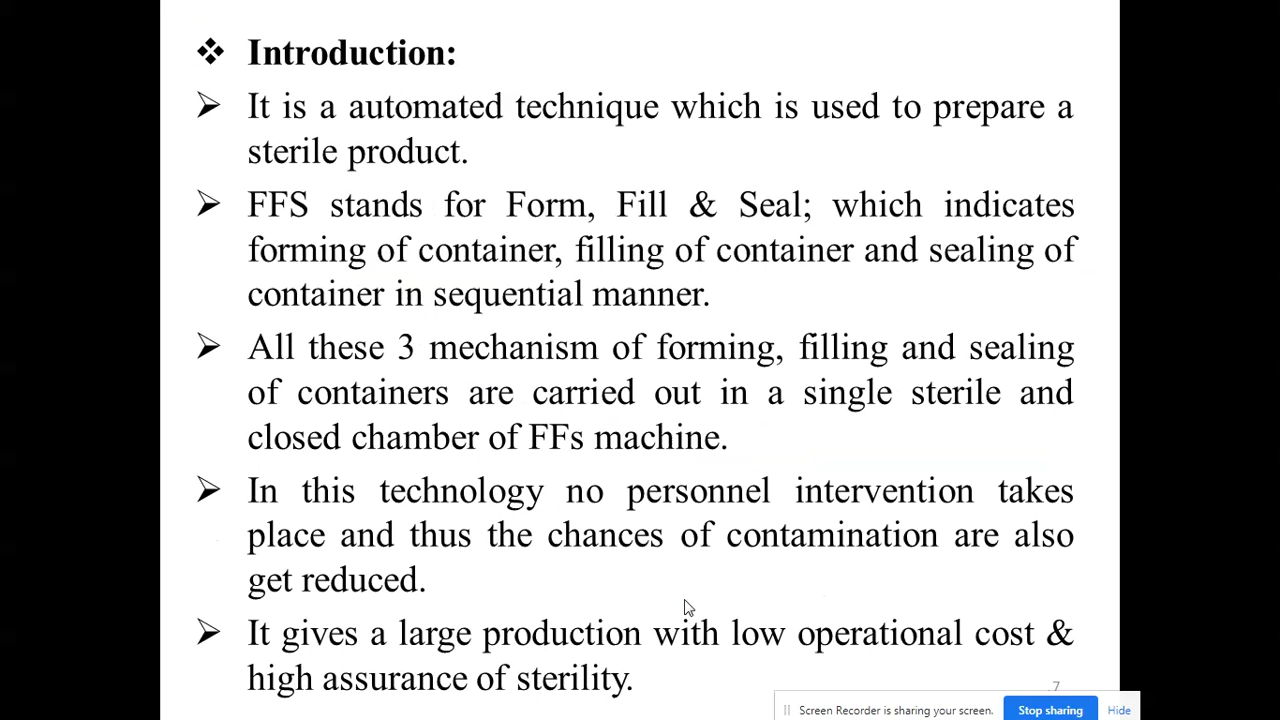 Introduction:
It is a automated technique which is used to prepare a
sterile product.
FFS stands for Form, Fill & Seal; which indicates
forming of container, filling of container and sealing of
container in sequential manner.
All these 3 mechanism of forming, filling and sealing
of containers are carried out in a single sterile and
closed chamber of FFs machine.
In this technology no personnel intervention takes
place and thus the chances of contamination are also
get reduced.
It gives a large production with low operational cost &
high assurance of sterility.
7
Screen Recorder is sharing your screen. Stop sharing Hide